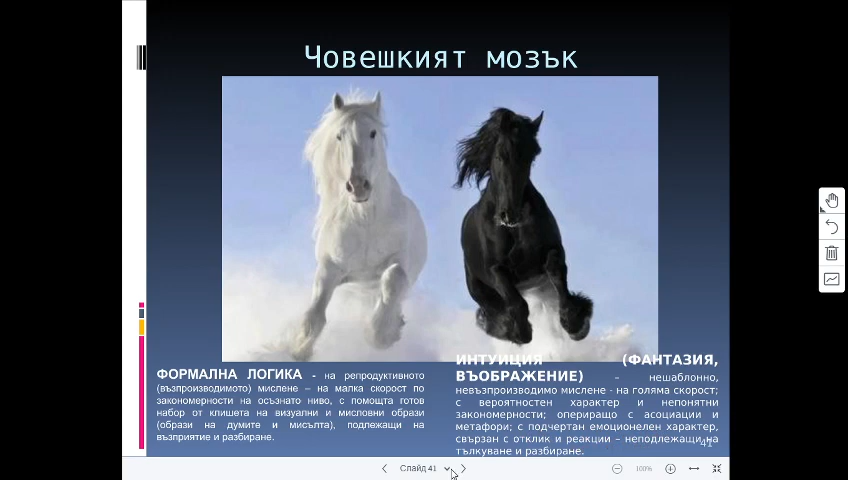 Човешкият мозък
ФОРМАЛНА ЛОГИКА - на репродуктивното
(възпроизводимото) мислене – на малка скорост по
закономерности на осъзнато ниво, с помощта готов
набор от клишета на визуални и мисловни образи
(образи на думите и мисълта), подлежащи на
възприятие и разбиране.
ИНТУИЦИЯ (ФАНТАЗИЯ,
ВЪОБРАЖЕНИЕ) – нешаблонно,
невъзпроизводимо мислене - на голяма скорост;
с вероятностен характер и непонятни
закономерности; опериращо с асоциации и
метафори; с подчертан емоционелен характер,
свързан с отклик и реакции – неподлежащи на
тълкуване и разбиране.
41
Слайд 41
100%